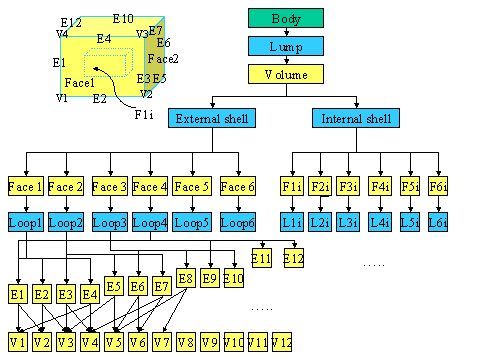 E10
E12
V4
E4
V3
E7
E6
E1
Face2
Face1
E3
E5
V1
E2
V2
F1i
Body
Lump
Volume
External shell
Internal shell
Face 1
Face 2
Face 3
Face 4
Face 5
Face 6
F1i
F2i
F3i
F4i
F5i
F6i
Loop1
Loop2
Loop3
Loop4
Loop5
Loop6
L1i
L2i
L3i
L4i
L5i
L6i
E11
E12
.....
E1
E2
E3
E4
E5
E6
E7
E8
E9
E10
.....
V1
V2
V3
V4
V5
V6
V7
V8
V9
V10
V11
V12